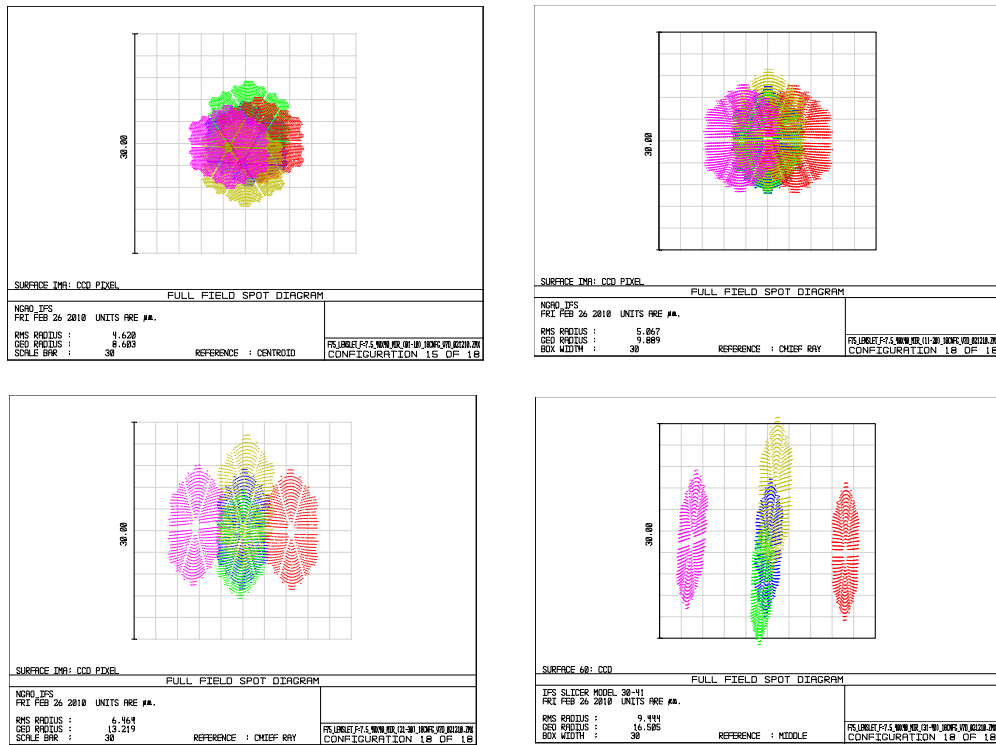 30.00
SURFACE IMA: CCD PIXEL
FULL FIELD SPOT DIAGRAM
NGAO_IFS
FRI FEB 26 2010 UNITS ARE µm.
RMS RADIUS : 4.620
GEO RADIUS : 8.603
SCALE BAR : 30 REFERENCE : CENTROID
CONFIGURATION 15 OF 18
30.00
SURFACE IMA: CCD PIXEL
FULL FIELD SPOT DIAGRAM
NGAO_IFS
FRI FEB 26 2010 UNITS ARE µm.
RMS RADIUS : 5.067
GEO RADIUS : 9.889
BOX WIDTH : 30 REFERENCE : CHIEF RAY
CONFIGURATION 18 OF 18
30.00
SURFACE IMA: CCD PIXEL
FULL FIELD SPOT DIAGRAM
NGAO_IFS
FRI FEB 26 2010 UNITS ARE µm.
RMS RADIUS : 6.464
GEO RADIUS : 13.219
SCALE BAR : 30 REFERENCE : CHIEF RAY
CONFIGURATION 18 OF 18
30.00
SURFACE 60: CCD
FULL FIELD SPOT DIAGRAM
IFS SLICER MODEL 30-41
FRI FEB 26 2010 UNITS ARE µm.
RMS RADIUS : 9.444
GEO RADIUS : 16.505
BOX WIDTH : 30 REFERENCE : MIDDLE
CONFIGURATION 18 OF 18